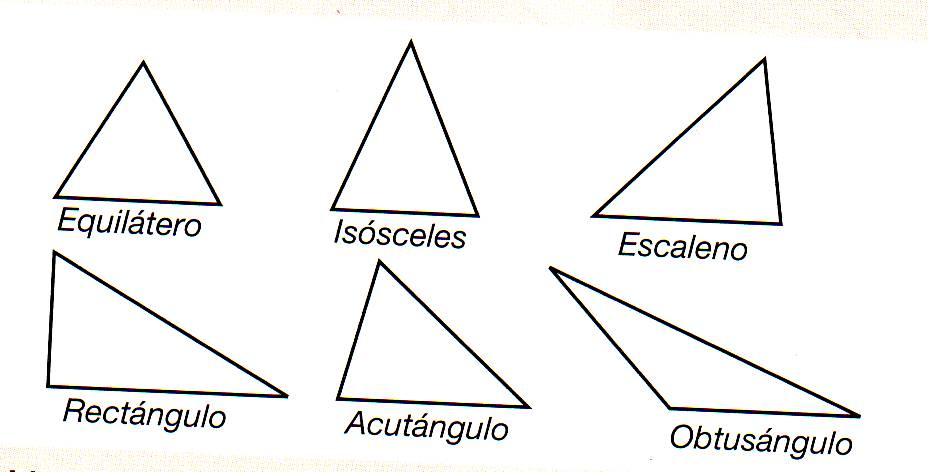 Equilátero
Isósceles
Escaleno
Rectángulo
Acutángulo
Obtusángulo